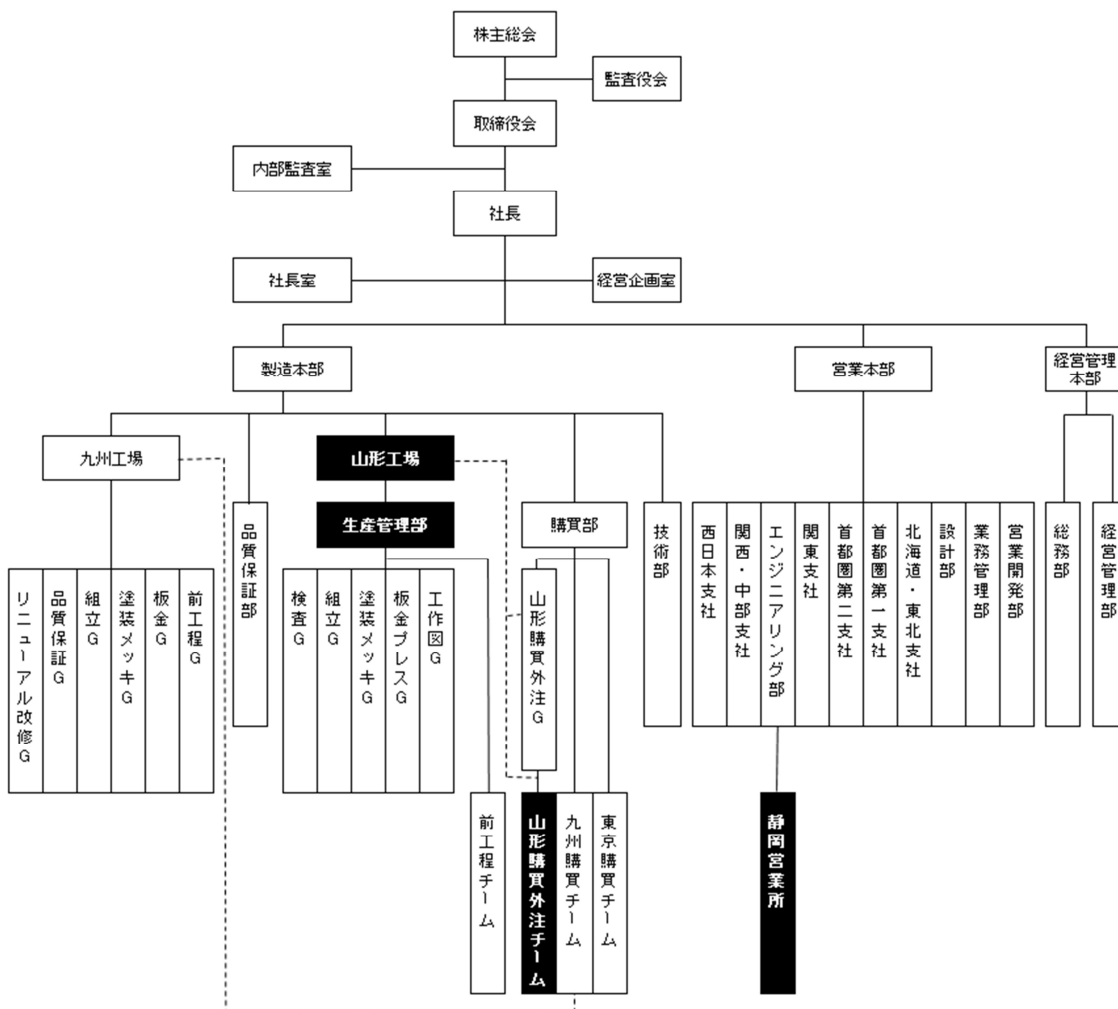 株主総会
監査役会
取締役会
内部監査室
社長
社長室
経営企画室
製造本部
営業本部
経営管理
本部
九州工場
山形工場
生産管理部
購買部
品質保証部
技術部
西日本支社
関西・中部支社
エンジニアリング部
関東支社
首都圏第二支社
首都圏第一支社
北海道・東北支社
設計部
業務管理部
営業開発部
総務部
経営管理部
リニューアル改修G
品質保証G
組立G
塗装メッキG
板金G
前工程G
検査G
組立G
塗装メッキG
板金プレスG
工作図G
山形購買外注G
前工程チーム
山形購買外注チーム
九州購買チーム
東京購買チーム
静岡営業所